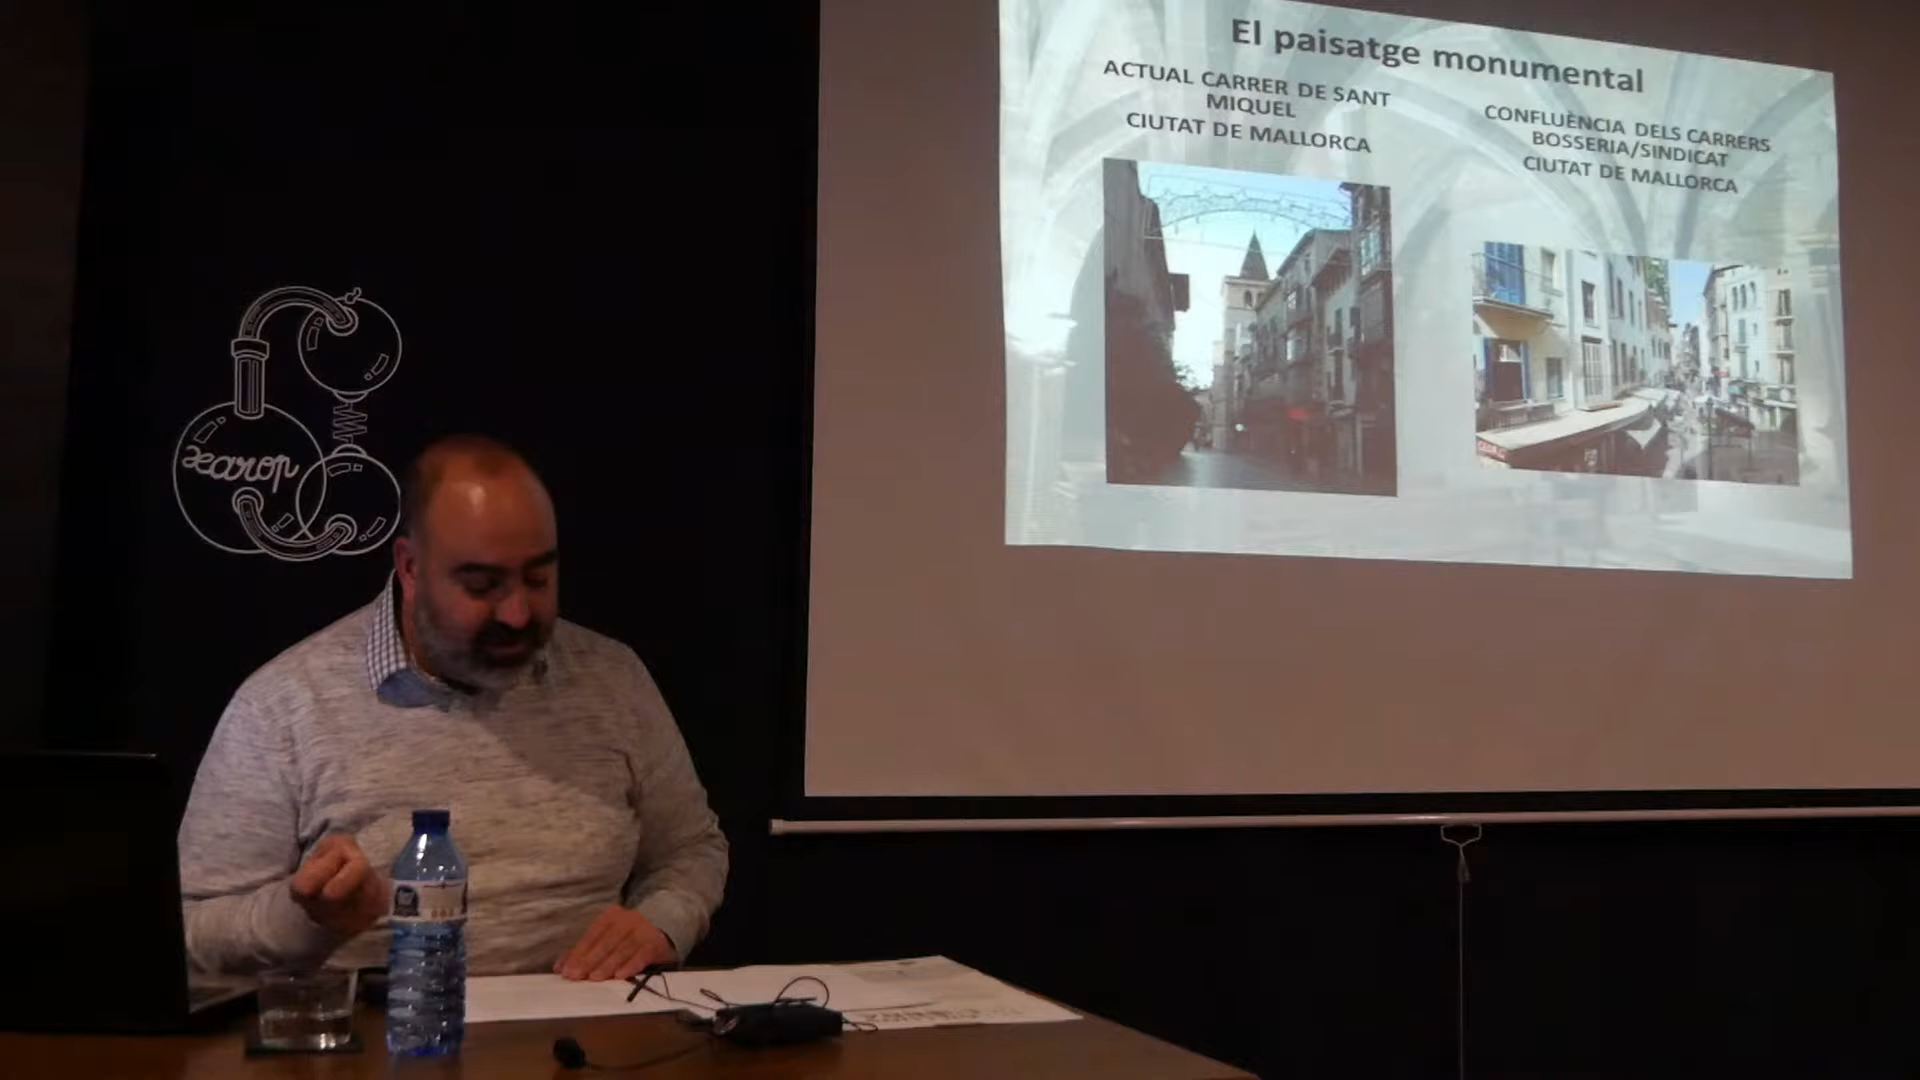 El paisatge monumental
ACTUAL CARRER DE SANT
MIQUEL
CIUTAT DE MALLORCA
CONFLUÈNCIA DELS CARRERS
BOSSERIA/SINDICAT
CIUTAT DE MALLORCA
xarop